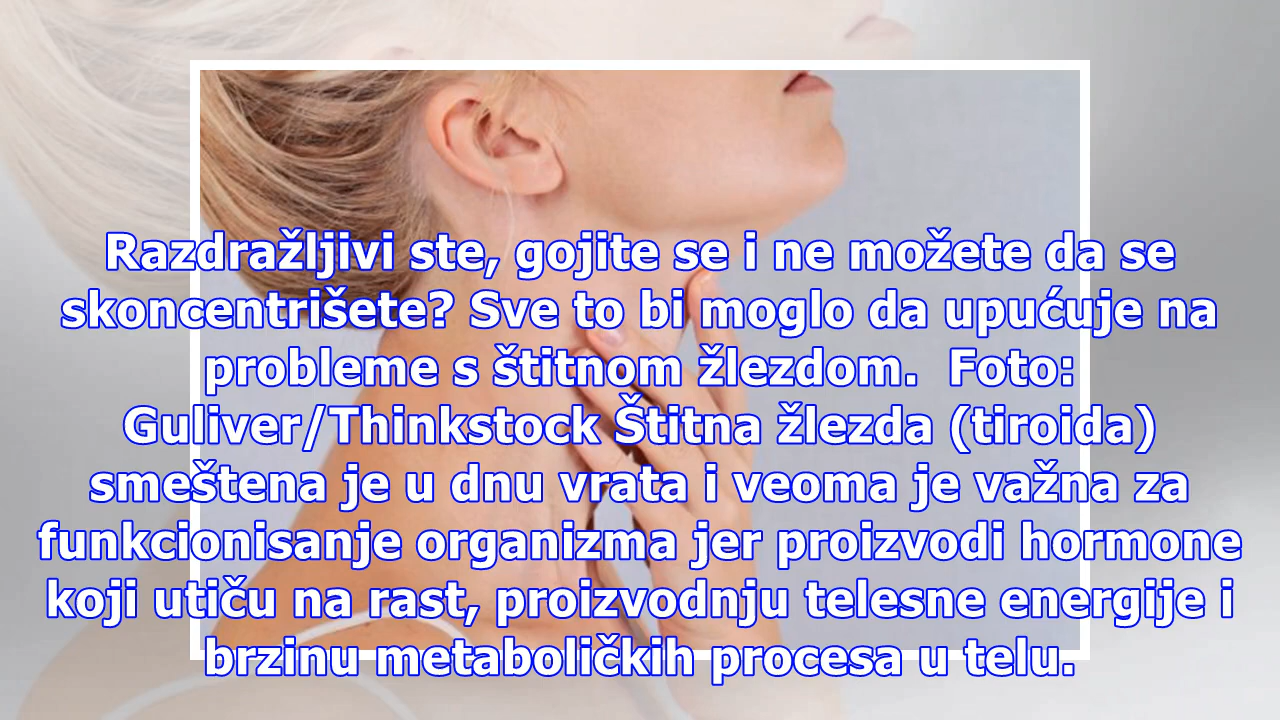 Razdražljivi ste, gojite se i ne možete da se
skoncentrišete? Sve to bi moglo da upućuje na
probleme s štitnom žlezdom.  Foto:
Guliver/Thinkstock Štitna žlezda (tiroida)
smeštena je u dnu vrata i veoma je važna za
funkcionisanje organizma jer proizvodi hormone
koji utiču na rast, proizvodnju telesne energije i
brzinu metaboličkih procesa u telu.